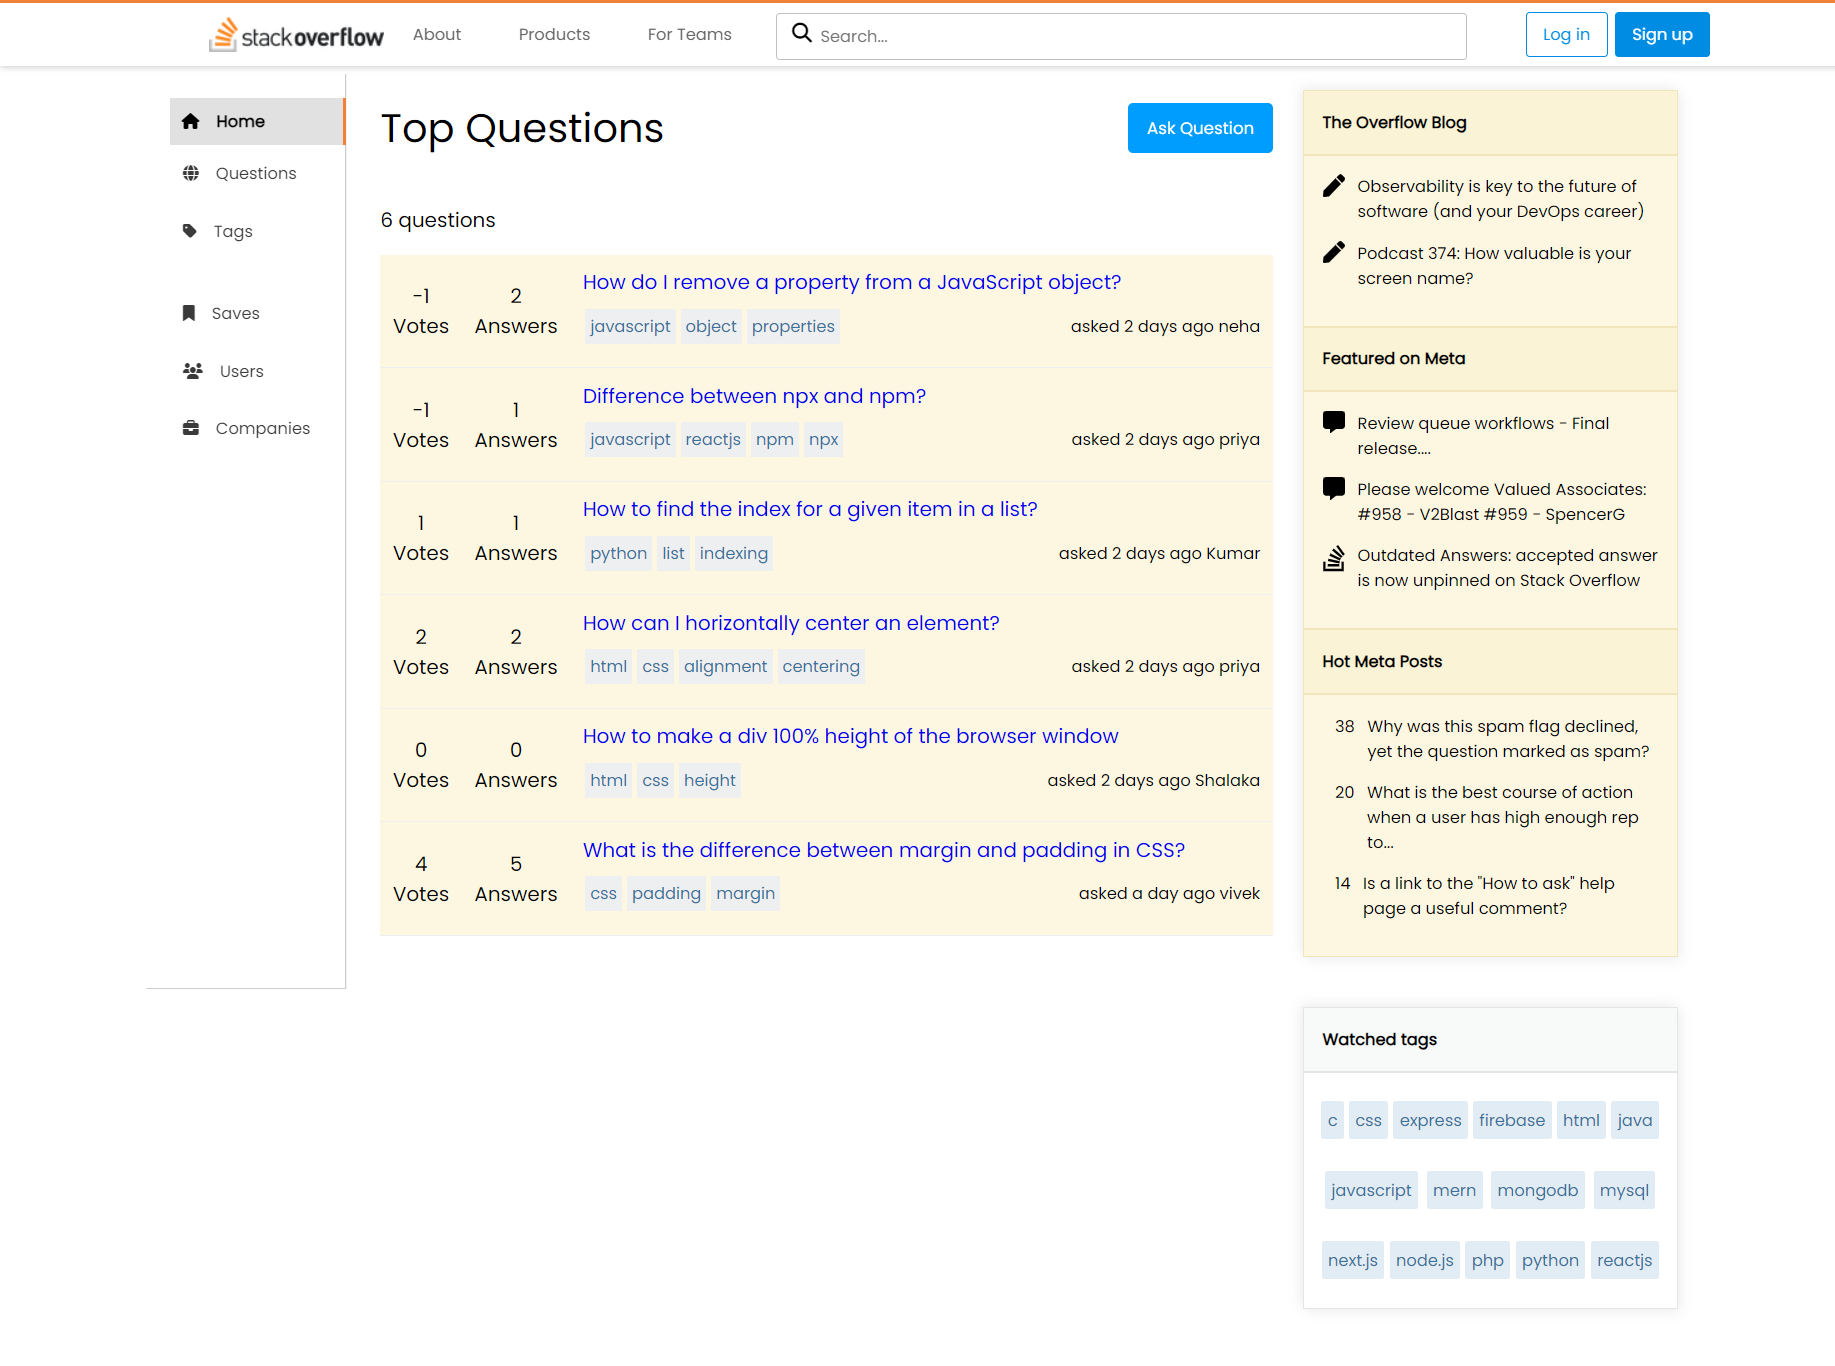 stackoverflow About Products For Teams Search... Log in Sign up
Home
Questions
Tags
Saves
Users
Companies
Top Questions
Ask Question
6 questions
-1 Votes
2 Answers
How do I remove a property from a JavaScript object?
javascript object properties
asked 2 days ago neha
-1 Votes
1 Answers
Difference between npx and npm?
javascript reactjs npm npx
asked 2 days ago priya
1 Votes
1 Answers
How to find the index for a given item in a list?
python list indexing
asked 2 days ago Kumar
2 Votes
2 Answers
How can I horizontally center an element?
html css alignment centering
asked 2 days ago priya
0 Votes
0 Answers
How to make a div 100% height of the browser window
html css height
asked 2 days ago Shalaka
4 Votes
5 Answers
What is the difference between margin and padding in CSS?
css padding margin
asked a day ago vivek
The Overflow Blog
Observability is key to the future of
software (and your DevOps career)
Podcast 374: How valuable is your
screen name?
Featured on Meta
Review queue workflows - Final
release....
Please welcome Valued Associates:
#958 - V2Blast #959 - SpencerG
Outdated Answers: accepted answer
is now unpinned on Stack Overflow
Hot Meta Posts
38 Why was this spam flag declined,
yet the question marked as spam?
20 What is the best course of action
when a user has high enough rep
to...
14 Is a link to the "How to ask" help
page a useful comment?
Watched tags
c css express firebase html java
javascript mern mongodb mysql
next.js node.js php python reactjs